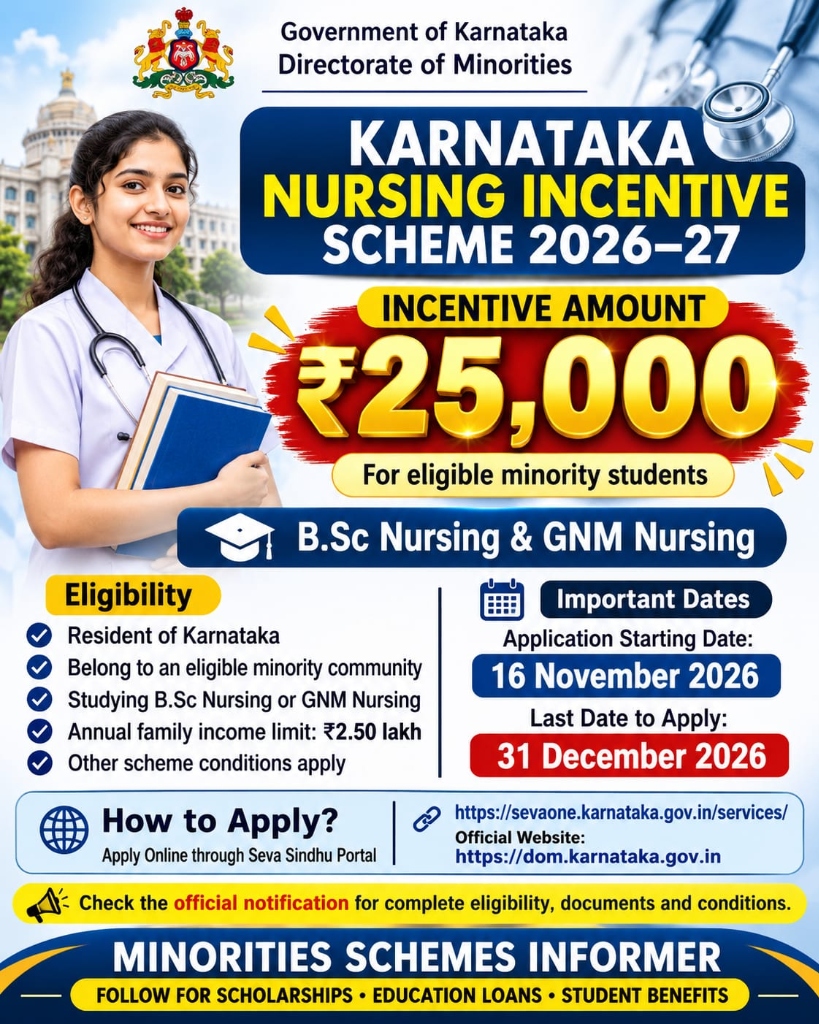 Government of Karnataka
Directorate of Minorities
KARNATAKA
NURSING INCENTIVE
SCHEME 2026–27
INCENTIVE AMOUNT
₹25,000
For eligible minority students
B.Sc Nursing & GNM Nursing
Eligibility
Resident of Karnataka
Belong to an eligible minority community
Studying B.Sc Nursing or GNM Nursing
Annual family income limit: ₹2.50 lakh
Other scheme conditions apply
Important Dates
Application Starting Date:
16 November 2026
Last Date to Apply:
31 December 2026
How to Apply?
Apply Online through Seva Sindhu Portal
https://sevaone.karnataka.gov.in/services/
Official Website:
https://dom.karnataka.gov.in
Check the official notification for complete eligibility, documents and conditions.
MINORITIES SCHEMES INFORMER
FOLLOW FOR SCHOLARSHIPS • EDUCATION LOANS • STUDENT BENEFITS